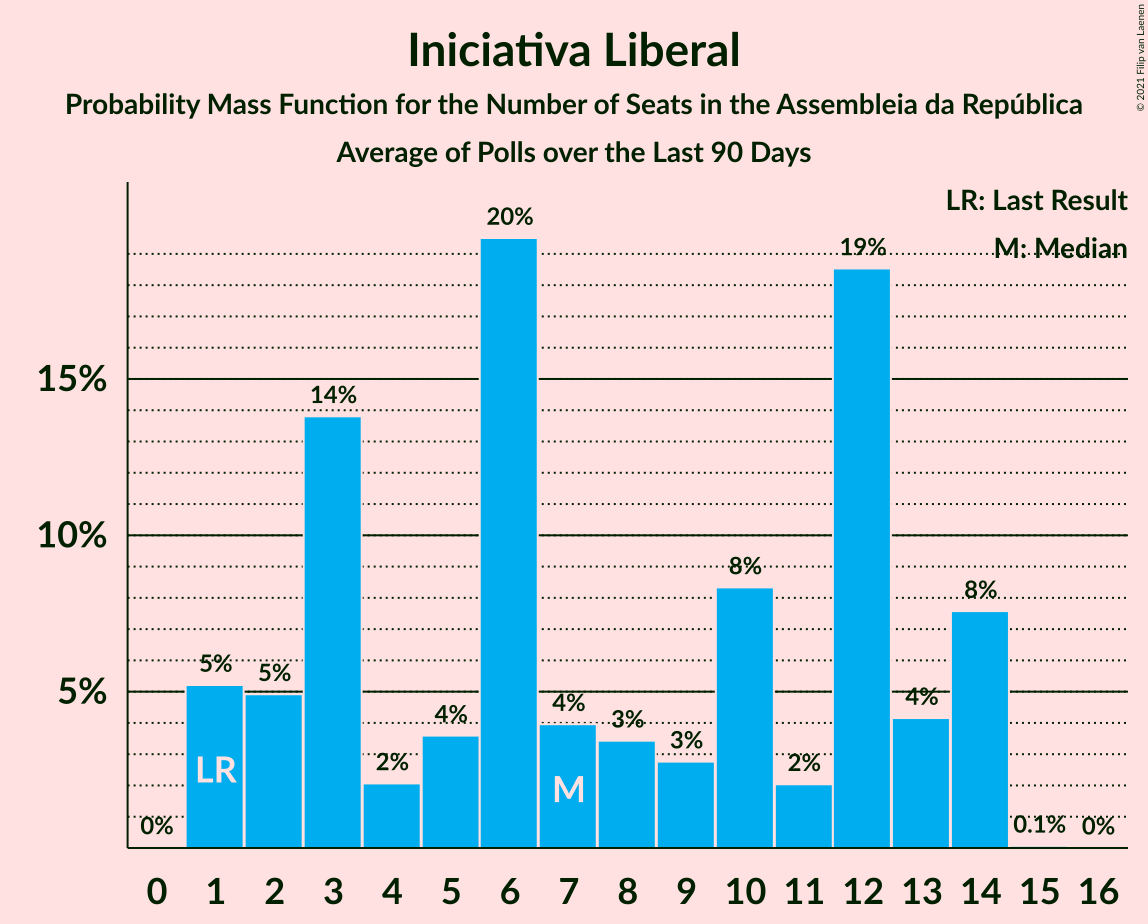 Iniciativa Liberal
Probability Mass Function for the Number of Seats in the Assembleia da República
Average of Polls over the Last 90 Days
© 2021 Filip van Laenen
LR: Last Result
M: Median
20%
19%
15%
14%
10%
8%
8%
5%
5%
5%
4%
4%
4%
3%
3%
2%
2%
LR
M
0%
0.1%
0%
0 1 2 3 4 5 6 7 8 9 10 11 12 13 14 15 16